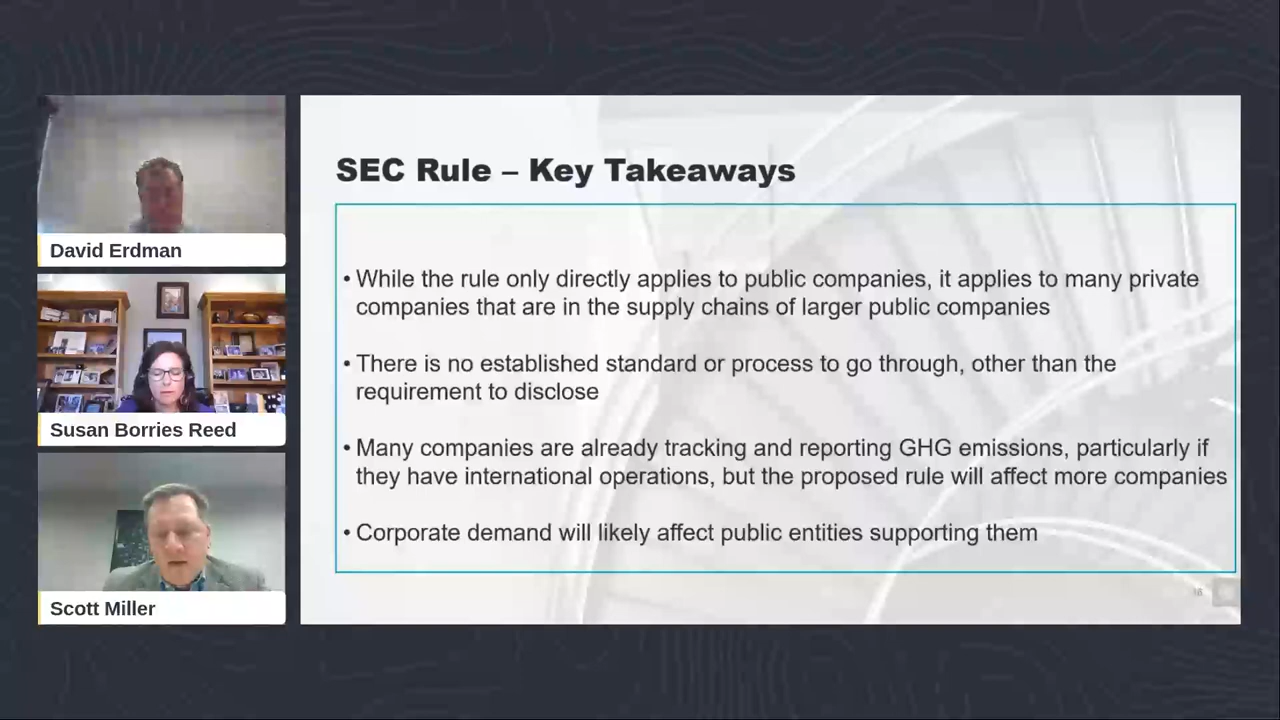 David Erdman
Susan Borries Reed
Scott Miller
SEC Rule – Key Takeaways
• While the rule only directly applies to public companies, it applies to many private
companies that are in the supply chains of larger public companies
• There is no established standard or process to go through, other than the
requirement to disclose
• Many companies are already tracking and reporting GHG emissions, particularly if
they have international operations, but the proposed rule will affect more companies
• Corporate demand will likely affect public entities supporting them